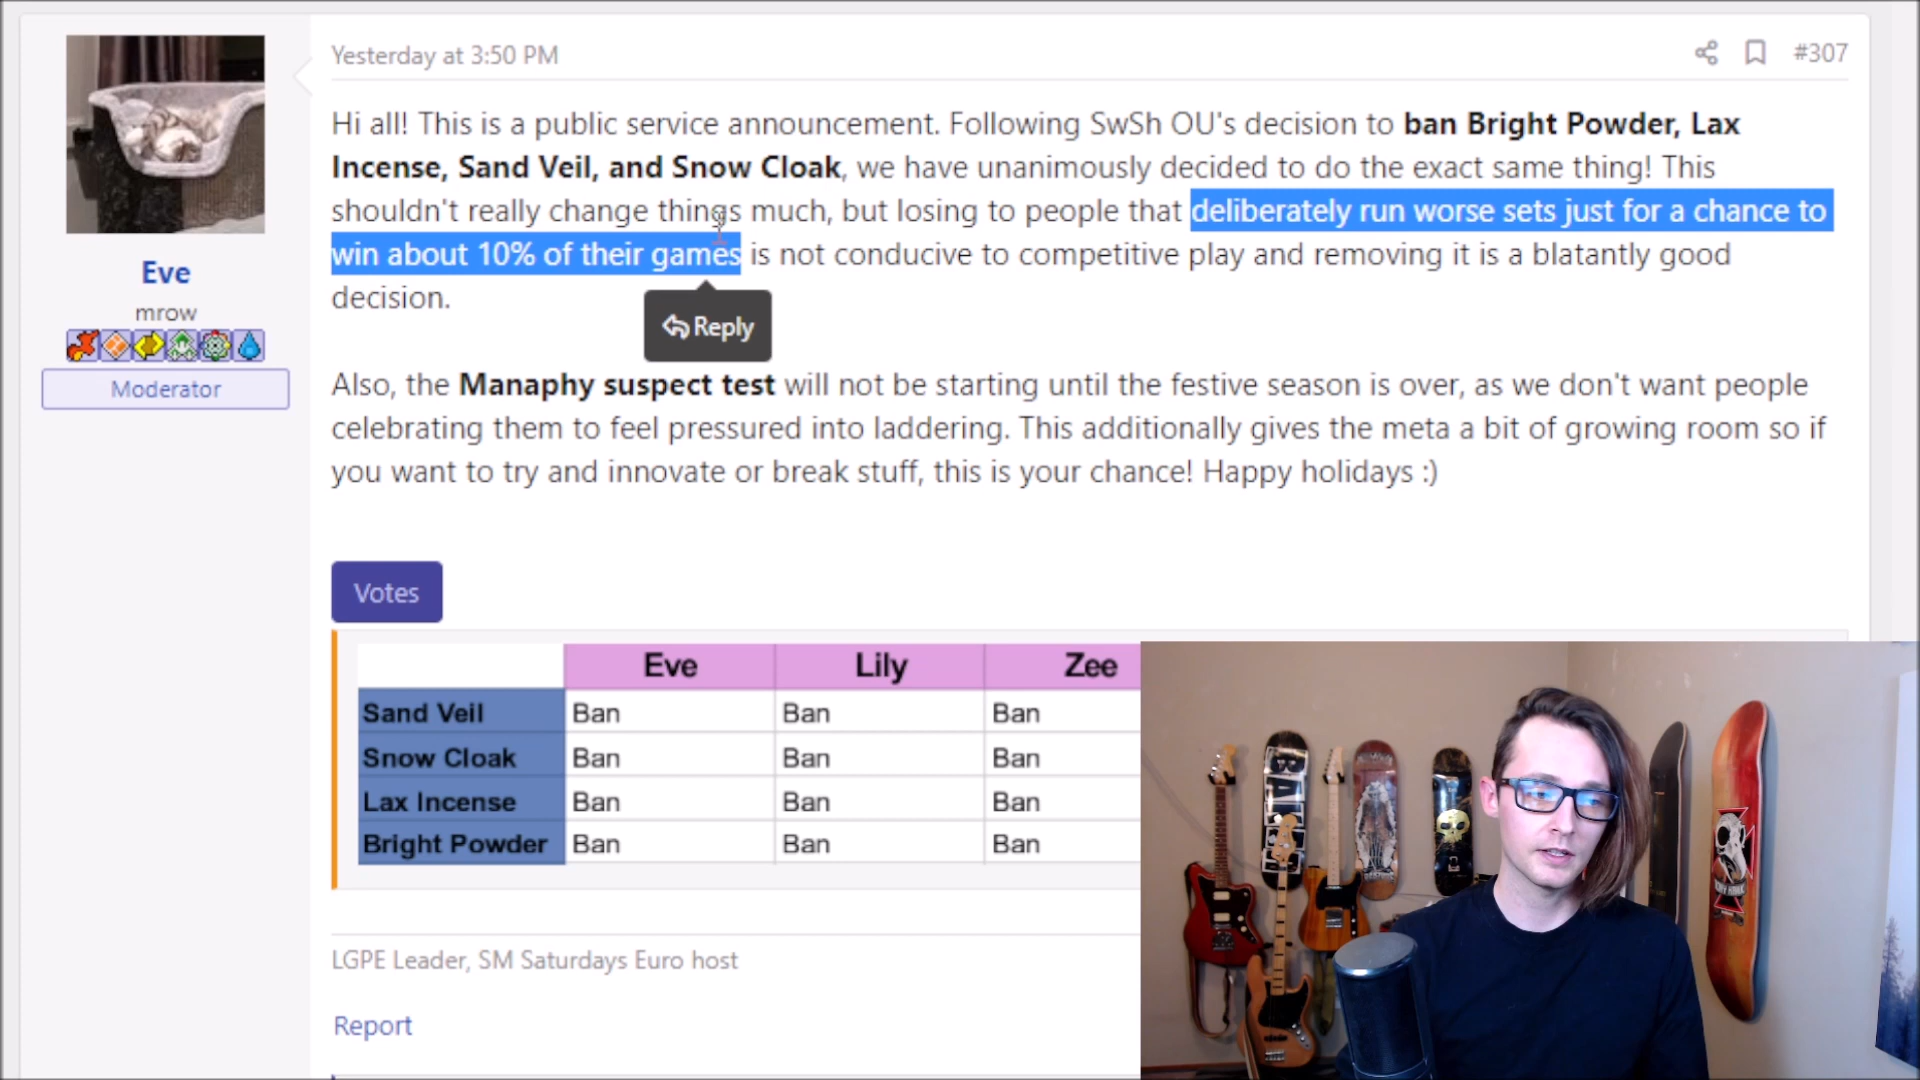 Yesterday at 3:50 PM
#307
Hi all! This is a public service announcement. Following SwSh OU's decision to ban Bright Powder, Lax
Incense, Sand Veil, and Snow Cloak, we have unanimously decided to do the exact same thing! This
shouldn't really change things much, but losing to people that deliberately run worse sets just for a chance to
win about 10% of their games is not conducive to competitive play and removing it is a blatantly good
decision.
Reply
Eve
mrow
Moderator
Also, the Manaphy suspect test will not be starting until the festive season is over, as we don't want people
celebrating them to feel pressured into laddering. This additionally gives the meta a bit of growing room so if
you want to try and innovate or break stuff, this is your chance! Happy holidays :)
Votes
Eve Lily Zee
Sand Veil Ban Ban Ban
Snow Cloak Ban Ban Ban
Lax Incense Ban Ban Ban
Bright Powder Ban Ban Ban
LGPE Leader, SM Saturdays Euro host
Report